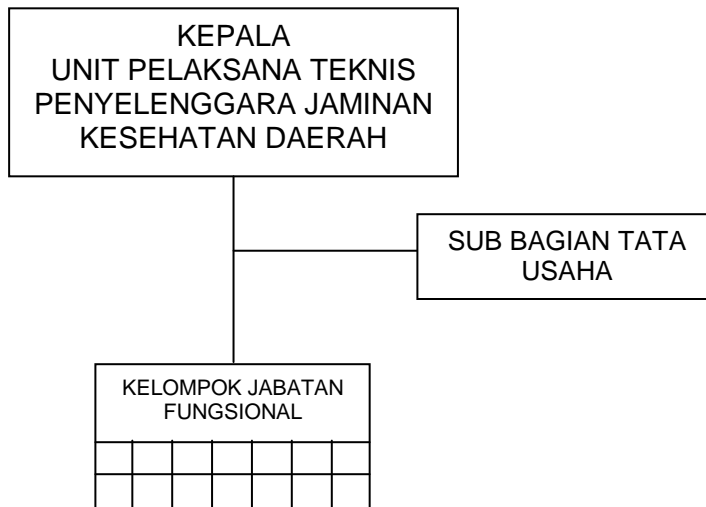 KEPALA
UNIT PELAKSANA TEKNIS
PENYELENGGARA JAMINAN
KESEHATAN DAERAH
SUB BAGIAN TATA
USAHA
KELOMPOK JABATAN
FUNGSIONAL